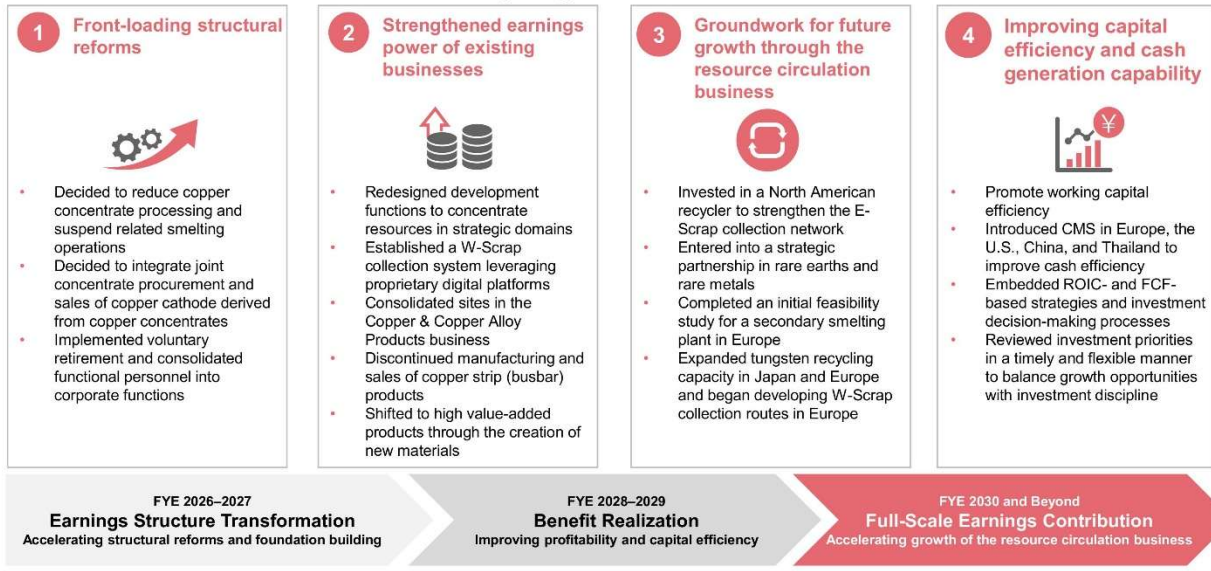 1
Front-loading structural
reforms
• Decided to reduce copper
concentrate processing and
suspend related smelting
operations
• Decided to integrate joint
concentrate procurement and
sales of copper cathode derived
from copper concentrates
• Implemented voluntary
retirement and consolidated
functional personnel into
corporate functions
2
Strengthened earnings
power of existing
businesses
• Redesigned development
functions to concentrate
resources in strategic domains
• Established a W-Scrap
collection system leveraging
proprietary digital platforms
• Consolidated sites in the
Copper & Copper Alloy
Products business
• Discontinued manufacturing and
sales of copper strip (busbar)
products
• Shifted to high value-added
products through the creation of
new materials
3
Groundwork for future
growth through the
resource circulation
business
• Invested in a North American
recycler to strengthen the E-
Scrap collection network
• Entered into a strategic
partnership in rare earths and
rare metals
• Completed an initial feasibility
study for a secondary smelting
plant in Europe
• Expanded tungsten recycling
capacity in Japan and Europe
and began developing W-Scrap
collection routes in Europe
4
Improving capital
efficiency and cash
generation capability
¥
• Promote working capital
efficiency
• Introduced CMS in Europe, the
U.S., China, and Thailand to
improve cash efficiency
• Embedded ROIC- and FCF-
based strategies and investment
decision-making processes
• Reviewed investment priorities
in a timely and flexible manner
to balance growth opportunities
with investment discipline
FYE 2026–2027
Earnings Structure Transformation
Accelerating structural reforms and foundation building
FYE 2028–2029
Benefit Realization
Improving profitability and capital efficiency
FYE 2030 and Beyond
Full-Scale Earnings Contribution
Accelerating growth of the resource circulation business